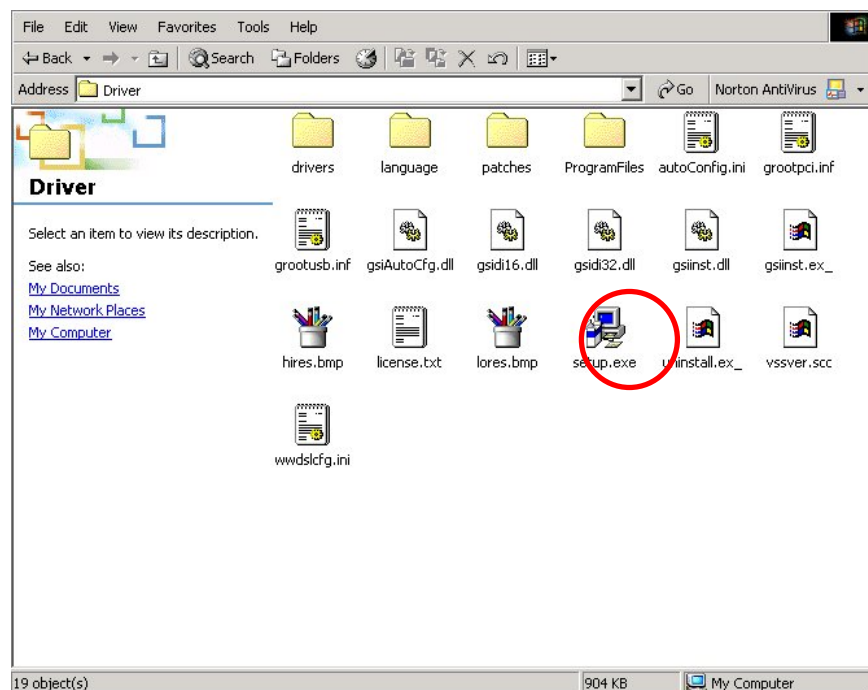 File Edit View Favorites Tools Help
Back Search Folders
Address Driver Go Norton AntiVirus
Driver
Select an item to view its description.
See also:
My Documents
My Network Places
My Computer
drivers language patches ProgramFiles autoConfig.ini grootpci.inf
grootusb.inf gsiAutoCfg.dll gsidi16.dll gsidi32.dll gsiinst.dll gsiinst.ex_
hires.bmp license.txt lores.bmp setup.exe uninstall.ex_ vssver.scc
wwdslcfg.ini
19 object(s) 904 KB My Computer